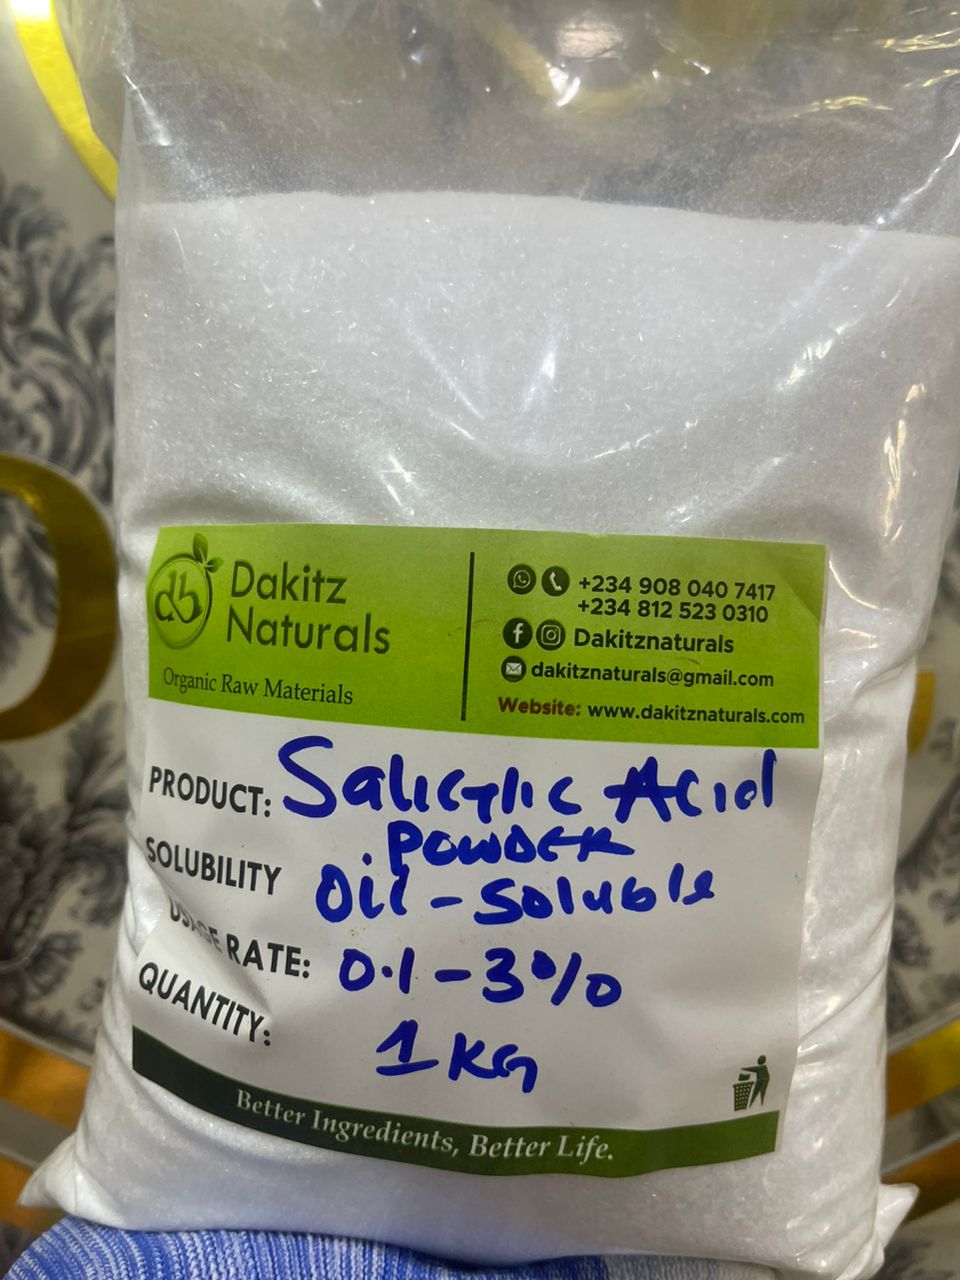 Dakitz
Naturals
Organic Raw Materials
+234 908 040 7417
+234 812 523 0310
Dakitznaturals
dakitznaturals@gmail.com
Website: www.dakitznaturals.com
PRODUCT: Salicylic Acid
Powder
SOLUBILITY Oil-soluble
USAGE RATE: 0.1-3%
QUANTITY: 1KG
Better Ingredients, Better Life.